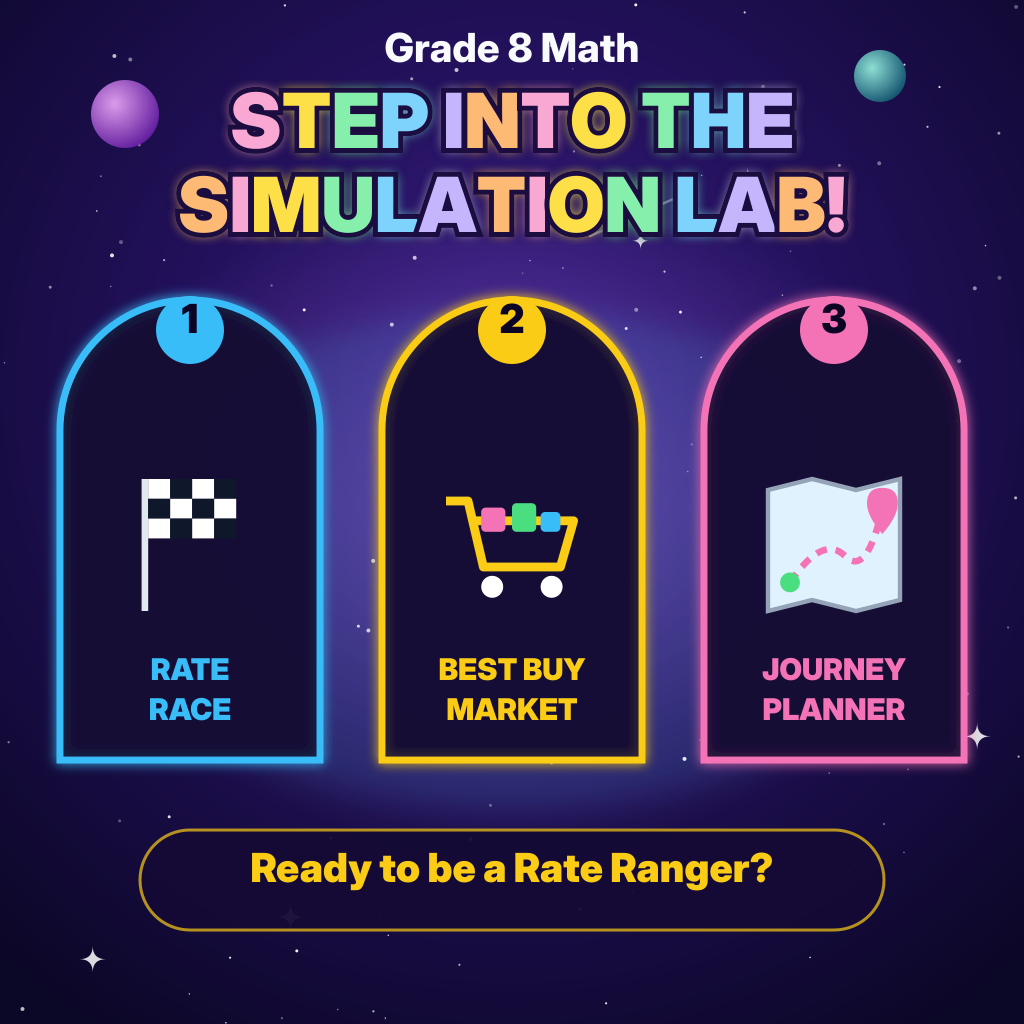 Grade 8 Math
STEP INTO THE
SIMULATION LAB!
1
2
3
RATE
RACE
BEST BUY
MARKET
JOURNEY
PLANNER
Ready to be a Rate Ranger?